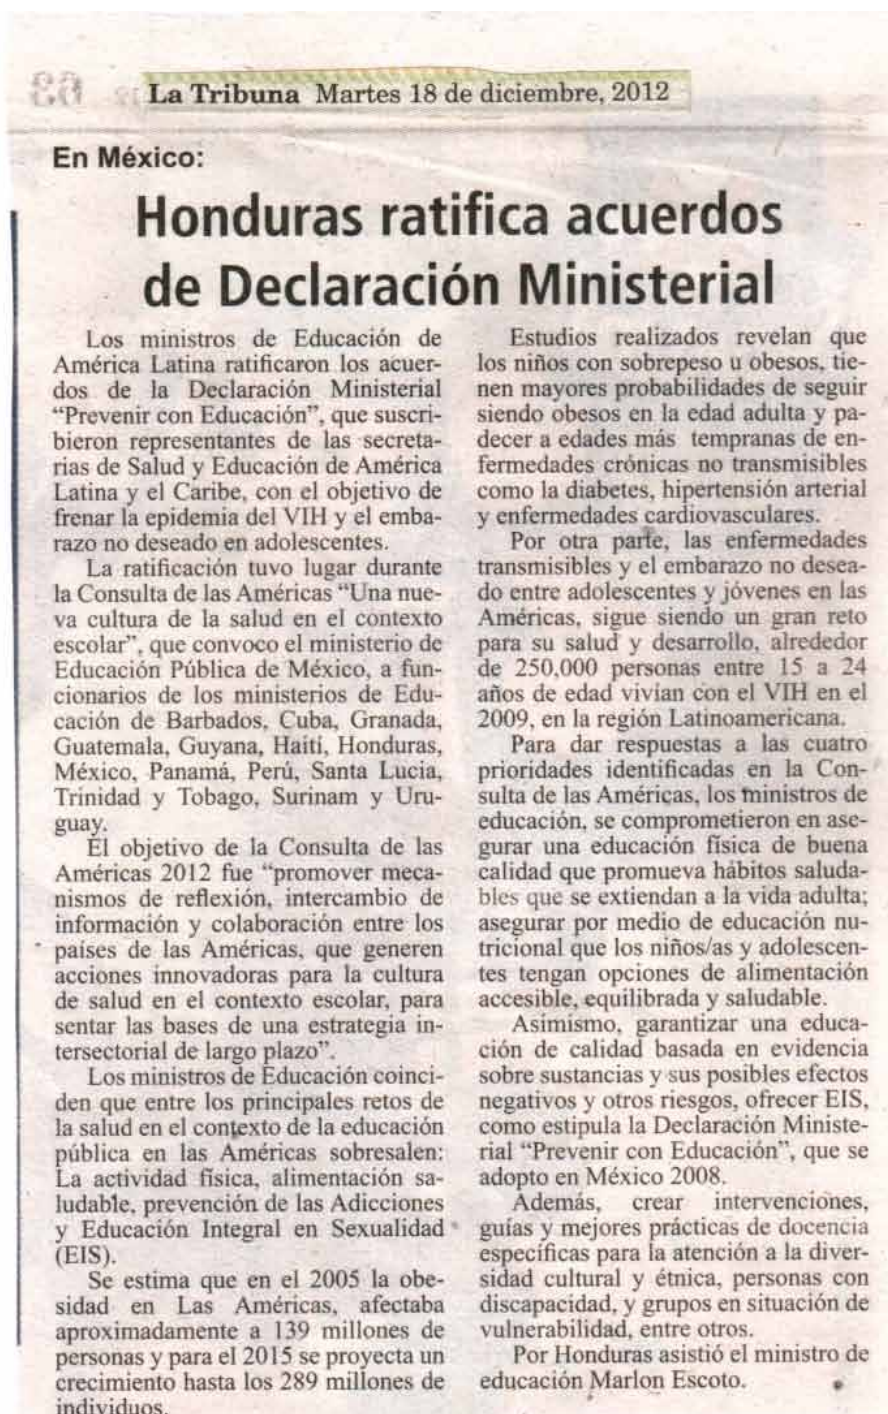 63
La Tribuna Martes 18 de diciembre, 2012
En México:
Honduras ratifica acuerdos
de Declaración Ministerial
Los ministros de Educación de
América Latina ratificaron los acuer-
dos de la Declaración Ministerial
“Prevenir con Educación”, que suscri-
bieron representantes de las secreta-
rias de Salud y Educación de América
Latina y el Caribe, con el objetivo de
frenar la epidemia del VIH y el emba-
razo no deseado en adolescentes.
La ratificación tuvo lugar durante
la Consulta de las Américas “Una nue-
va cultura de la salud en el contexto
escolar”, que convoco el ministerio de
Educación Pública de México, a fun-
cionarios de los ministerios de Edu-
cación de Barbados, Cuba, Granada,
Guatemala, Guyana, Haití, Honduras,
México, Panamá, Perú, Santa Lucia,
Trinidad y Tobago, Surinam y Uru-
guay.
El objetivo de la Consulta de las
Américas 2012 fue “promover meca-
nismos de reflexión, intercambio de
información y colaboración entre los
países de las Américas, que generen
acciones innovadoras para la cultura
de salud en el contexto escolar, para
sentar las bases de una estrategia in-
tersectorial de largo plazo”.
Los ministros de Educación coinci-
den que entre los principales retos de
la salud en el contexto de la educación
pública en las Américas sobresalen:
La actividad física, alimentación sa-
ludable, prevención de las Adicciones
y Educación Integral en Sexualidad
(EIS).
Se estima que en el 2005 la obe-
sidad en Las Américas, afectaba
aproximadamente a 139 millones de
personas y para el 2015 se proyecta un
crecimiento hasta los 289 millones de
individuos.
Estudios realizados revelan que
los niños con sobrepeso u obesos, tie-
nen mayores probabilidades de seguir
siendo obesos en la edad adulta y pa-
decer a edades más tempranas de en-
fermedades crónicas no transmisibles
como la diabetes, hipertensión arterial
y enfermedades cardiovasculares.
Por otra parte, las enfermedades
transmisibles y el embarazo no desea-
do entre adolescentes y jóvenes en las
Américas, sigue siendo un gran reto
para su salud y desarrollo, alrededor
de 250,000 personas entre 15 a 24
años de edad vivían con el VIH en el
2009, en la región Latinoamericana.
Para dar respuestas a las cuatro
prioridades identificadas en la Con-
sulta de las Américas, los ministros de
educación, se comprometieron en ase-
gurar una educación física de buena
calidad que promueva hábitos saluda-
bles que se extiendan a la vida adulta;
asegurar por medio de educación nu-
tricional que los niños/as y adolescen-
tes tengan opciones de alimentación
accesible, equilibrada y saludable.
Asimismo, garantizar una educa-
ción de calidad basada en evidencia
sobre sustancias y sus posibles efectos
negativos y otros riesgos, ofrecer EIS,
como estipula la Declaración Ministe-
rial “Prevenir con Educación”, que se
adopto en México 2008.
Además, crear intervenciones,
guías y mejores prácticas de docencia
específicas para la atención a la diver-
sidad cultural y étnica, personas con
discapacidad, y grupos en situación de
vulnerabilidad, entre otros.
Por Honduras asistió el ministro de
educación Marlon Escoto.